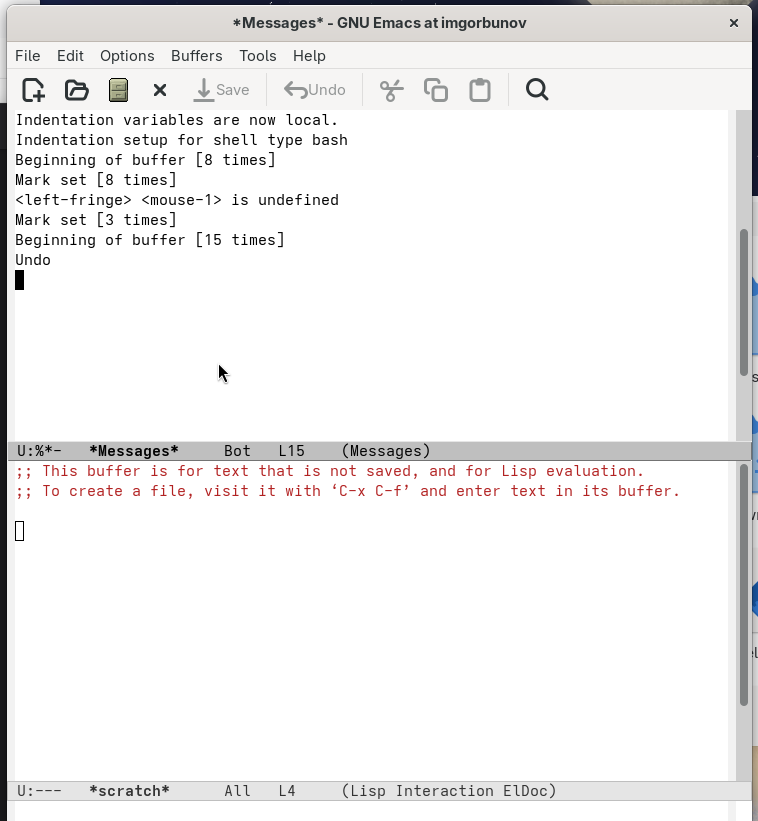 *Messages* - GNU Emacs at imgorbunov
File Edit Options Buffers Tools Help
Save Undo
Indentation variables are now local.
Indentation setup for shell type bash
Beginning of buffer [8 times]
Mark set [8 times]
<left-fringe> <mouse-1> is undefined
Mark set [3 times]
Beginning of buffer [15 times]
Undo
U:%*- *Messages* Bot L15 (Messages)
;; This buffer is for text that is not saved, and for Lisp evaluation.
;; To create a file, visit it with ‘C-x C-f’ and enter text in its buffer.
U:--- *scratch* All L4 (Lisp Interaction ElDoc)